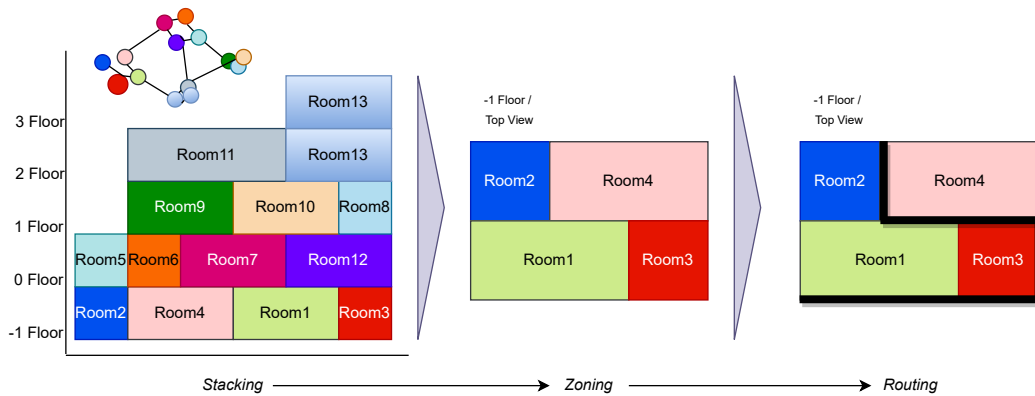 3 Floor
2 Floor
1 Floor
0 Floor
-1 Floor
Room13
Room11
Room13
Room9
Room10
Room8
Room5
Room6
Room7
Room12
Room2
Room4
Room1
Room3
-1 Floor /
Top View
Room2
Room4
Room1
Room3
-1 Floor /
Top View
Room2
Room4
Room1
Room3
Stacking
Zoning
Routing